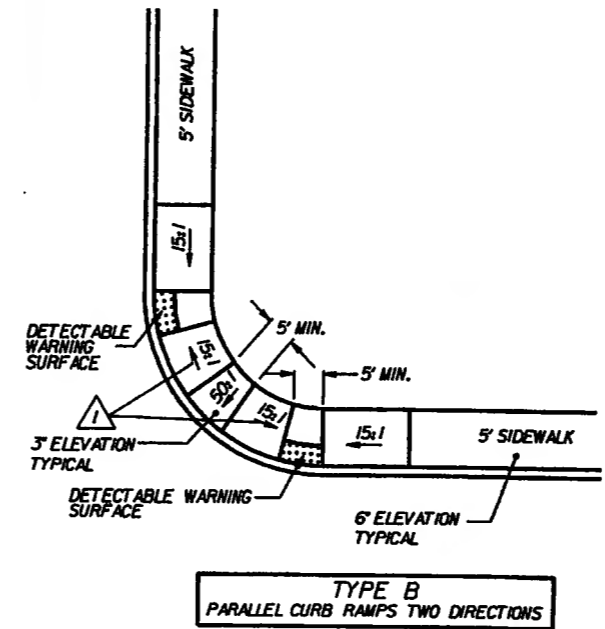 5' SIDEWALK
15:1
DETECTABLE
WARNING
SURFACE
5' MIN.
15:1
50:1
15:1
5' MIN.
1
3" ELEVATION
TYPICAL
15:1
5' SIDEWALK
DETECTABLE WARNING
SURFACE
6" ELEVATION
TYPICAL
TYPE B
PARALLEL CURB RAMPS TWO DIRECTIONS